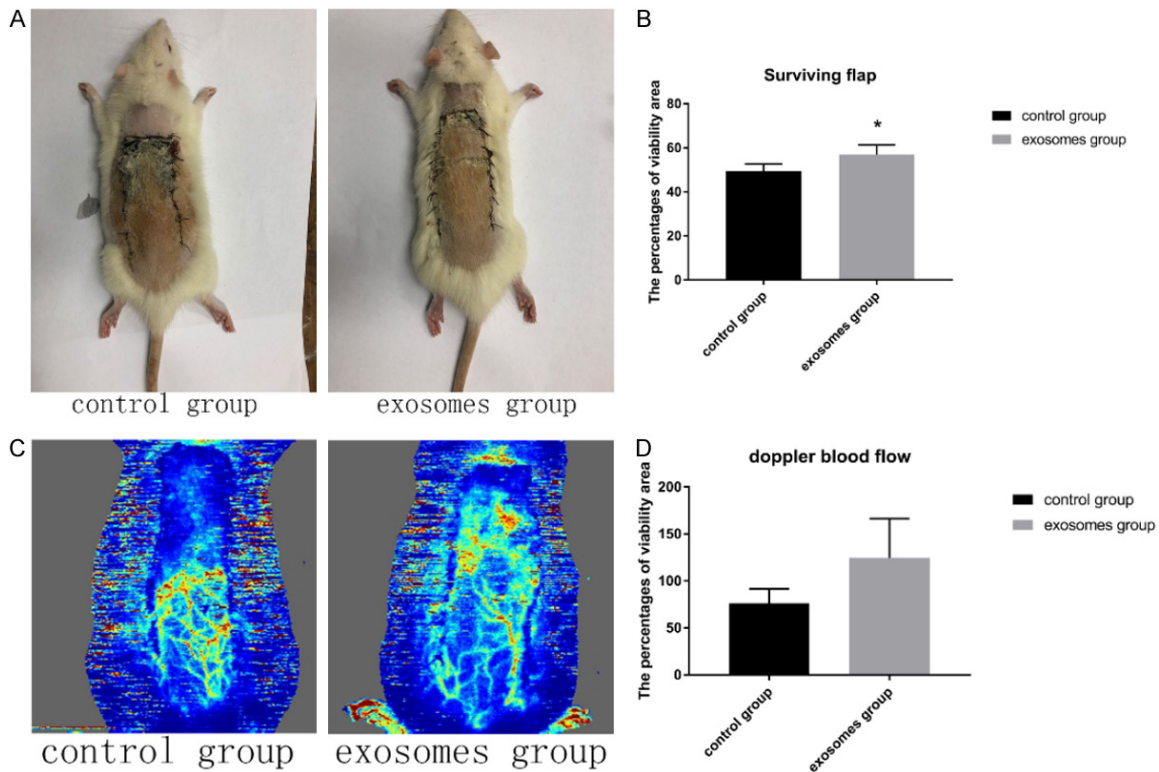 A
control group
exosomes group
B
Surviving flap
The percentages of viability area
80
60
40
20
0
*
control group
exosomes group
control group
exosomes group
C
control group
exosomes group
D
doppler blood flow
The percentages of viability area
200
150
100
50
0
control group
exosomes group
control group
exosomes group